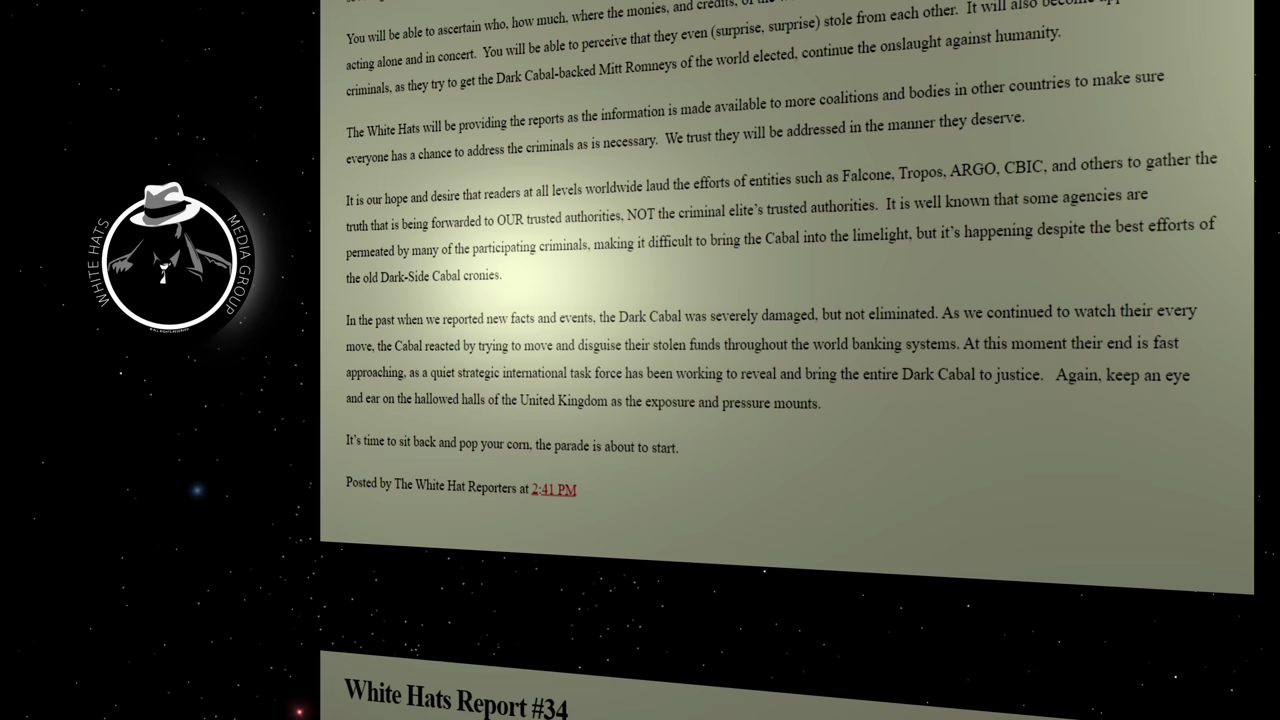 You will be able to ascertain who, how much, where the monies, and credits, of the
acting alone and in concert.  You will be able to perceive that they even (surprise, surprise) stole from each other.  It will also become
criminals, as they try to get the Dark Cabal-backed Mitt Romneys of the world elected, continue the onslaught against humanity.
The White Hats will be providing the reports as the information is made available to more coalitions and bodies in other countries to make sure
everyone has a chance to address the criminals as is necessary.  We trust they will be addressed in the manner they deserve.
It is our hope and desire that readers at all levels worldwide laud the efforts of entities such as Falcone, Tropos, ARGO, CBIC, and others to gather the
truth that is being forwarded to OUR trusted authorities, NOT the criminal elite's trusted authorities.  It is well known that some agencies are
permeated by many of the participating criminals, making it difficult to bring the Cabal into the limelight, but it's happening despite the best efforts of
the old Dark-Side Cabal cronies.
In the past when we reported new facts and events, the Dark Cabal was severely damaged, but not eliminated. As we continued to watch their every
move, the Cabal reacted by trying to move and disguise their stolen funds throughout the world banking systems. At this moment their end is fast
approaching, as a quiet strategic international task force has been working to reveal and bring the entire Dark Cabal to justice.   Again, keep an eye
and ear on the hallowed halls of the United Kingdom as the exposure and pressure mounts.
It's time to sit back and pop your corn, the parade is about to start.
Posted by The White Hat Reporters at 2:41 PM
White Hats Report #34
WHITE HATS
MEDIA GROUP